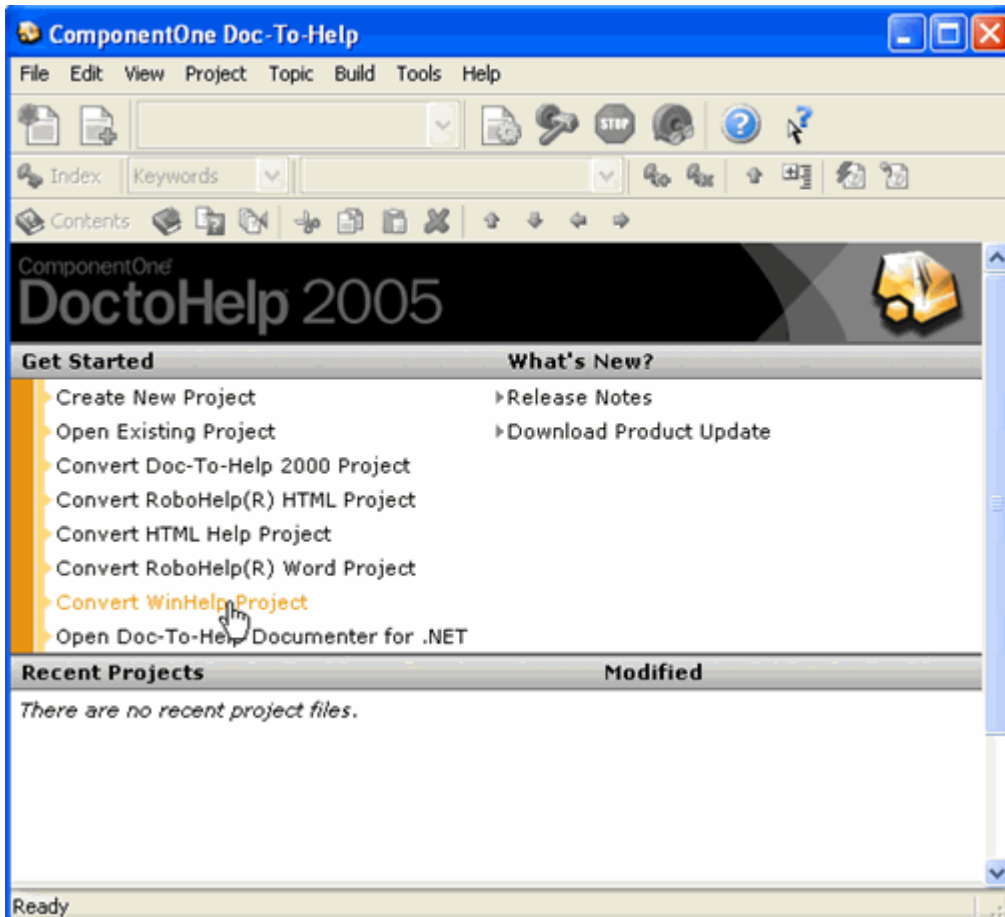 ComponentOne Doc-To-Help
File Edit View Project Topic Build Tools Help
STOP
Index Keywords
Contents
ComponentOne
DoctoHelp 2005
Get Started What's New?
Create New Project Release Notes
Open Existing Project Download Product Update
Convert Doc-To-Help 2000 Project
Convert RoboHelp(R) HTML Project
Convert HTML Help Project
Convert RoboHelp(R) Word Project
Convert WinHelp Project
Open Doc-To-Help Documenter for .NET
Recent Projects Modified
There are no recent project files.
Ready